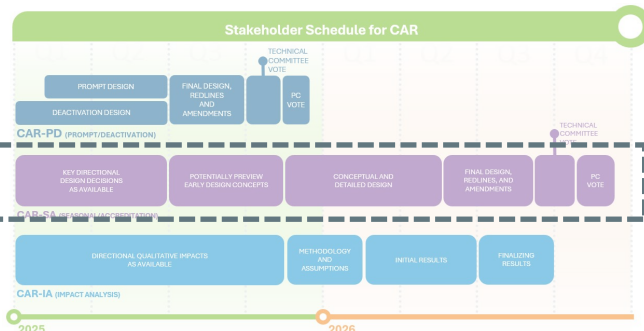 Stakeholder Schedule for CAR
TECHNICAL
COMMITTEE
VOTE
PROMPT DESIGN
DEACTIVATION DESIGN
FINAL DESIGN,
REDLINES
AND
AMENDMENTS
PC
VOTE
CAR-PD (PROMPT/DEACTIVATION)
TECHNICAL
COMMITTEE
VOTE
KEY DIRECTIONAL
DESIGN DECISIONS
AS AVAILABLE
POTENTIALLY PREVIEW
EARLY DESIGN CONCEPTS
CONCEPTUAL AND
DETAILED DESIGN
FINAL DESIGN,
REDLINES, AND
AMENDMENTS
PC
VOTE
CAR-SA (SEASONAL/ACCREDITATION)
DIRECTIONAL QUALITATIVE IMPACTS
AS AVAILABLE
METHODOLOGY
AND
ASSUMPTIONS
INITIAL RESULTS
FINALIZING
RESULTS
CAR-IA (IMPACT ANALYSIS)
2025
2026